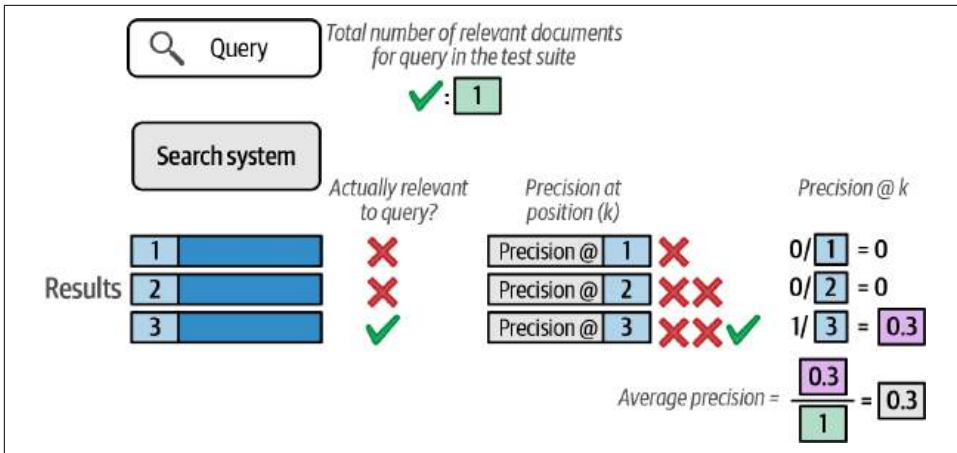 Query
Total number of relevant documents
for query in the test suite
: 1
Search system
Actually relevant
to query?
Precision at
position (k)
Precision @ k
Results
1
Precision @ 1
0/ 1 = 0
2
Precision @ 2
0/ 2 = 0
3
Precision @ 3
1/ 3 = 0.3
Average precision = 0.3 / 1 = 0.3